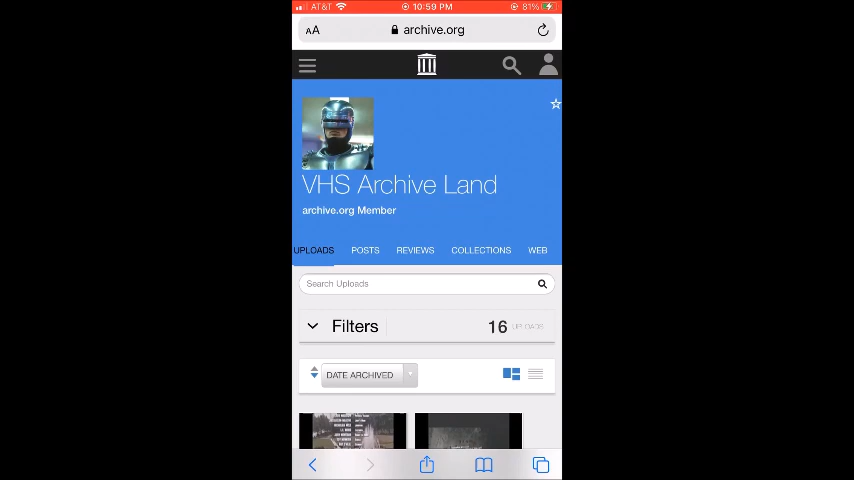 AT&T 10:59 PM 81%
AA archive.org
VHS Archive Land
archive.org Member
UPLOADS POSTS REVIEWS COLLECTIONS WEB
Search Uploads
Filters 16 UPLOADS
DATE ARCHIVED